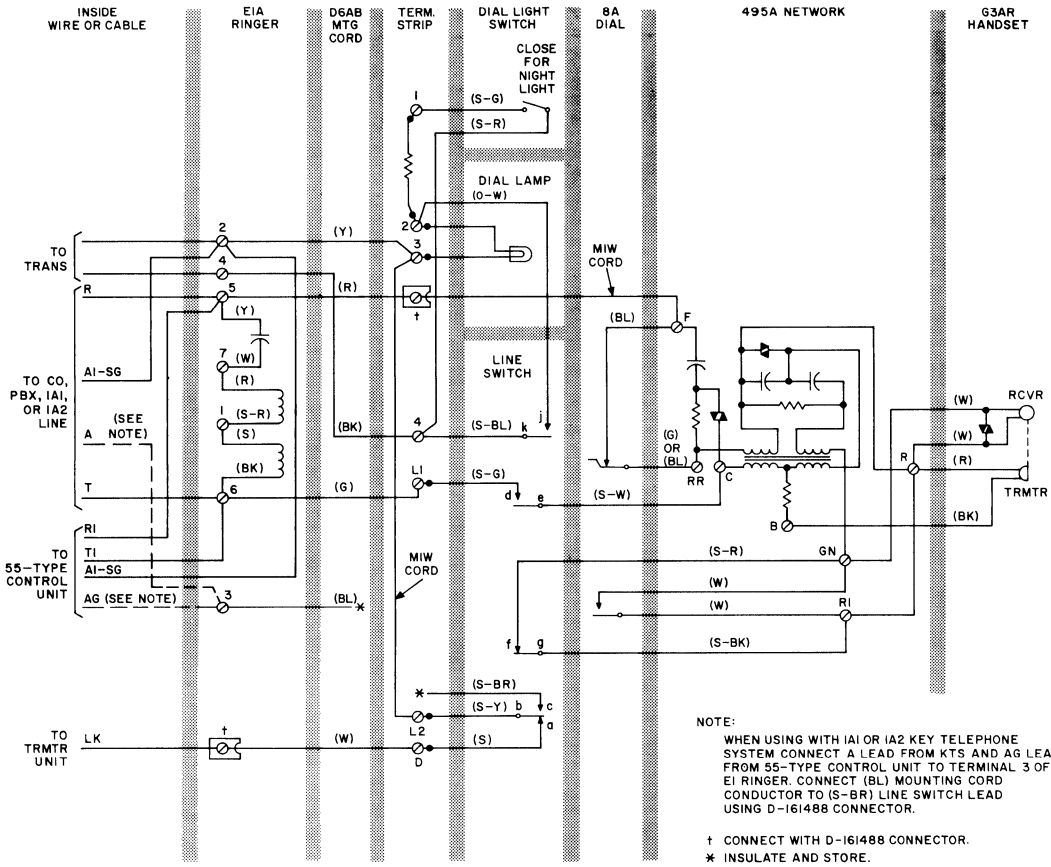 INSIDE
WIRE OR CABLE
E1A
RINGER
D6AB
MTG
CORD
TERM.
STRIP
DIAL LIGHT
SWITCH
8A
DIAL
495A NETWORK
G3AR
HANDSET
CLOSE
FOR
NIGHT
LIGHT
1
(S-G)
(S-R)
DIAL LAMP
(O-W)
2
2
(Y)
3
TO
TRANS
4
MIW
CORD
R
5
(R)
†
(BL)
F
(Y)
7
(W)
(R)
LINE
SWITCH
A1-SG
TO CO,
PBX, 1A1,
OR 1A2
LINE
(SEE
NOTE)
A
1
(S-R)
(S)
(BK)
(BK)
4
(S-BL)
k
j
(G)
OR
(BL)
RR
C
(W)
RCVR
(W)
R
(R)
TRMTR
T
6
(G)
L1
(S-G)
d
e
(S-W)
B
(BK)
R1
TO
55-TYPE
CONTROL
UNIT
T1
A1-SG
AG (SEE NOTE)
3
(BL)*
MIW
CORD
(S-R)
GN
(W)
(W)
R1
f
g
(S-BK)
*
(S-BR)
c
(S-Y)
b
a
L2
(S)
D
TO
TRMTR
UNIT
LK
†
(W)
NOTE:
WHEN USING WITH 1A1 OR 1A2 KEY TELEPHONE
SYSTEM CONNECT A LEAD FROM KTS AND AG LEA
FROM 55-TYPE CONTROL UNIT TO TERMINAL 3 OF
E1 RINGER. CONNECT (BL) MOUNTING CORD
CONDUCTOR TO (S-BR) LINE SWITCH LEAD
USING D-161488 CONNECTOR.
† CONNECT WITH D-161488 CONNECTOR.
* INSULATE AND STORE.